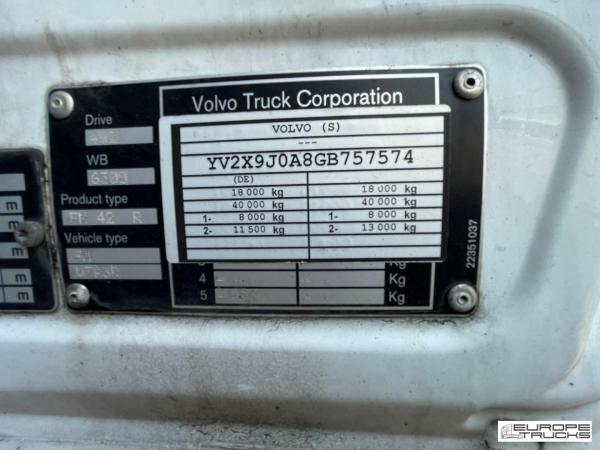 Volvo Truck Corporation
Drive
WB
Product type
42 R
Vehicle type
VOLVO (S)
---
YV2X9J0A8GB757574
(DE)
18 000 kg 18 000 kg
40 000 kg 40 000 kg
1- 8 000 kg 1- 8 000 kg
2- 11 500 kg 2- 13 000 kg
Kg
4 Kg
5 Kg
22351037
m
m
m
m
EUROPE
TRUCKS